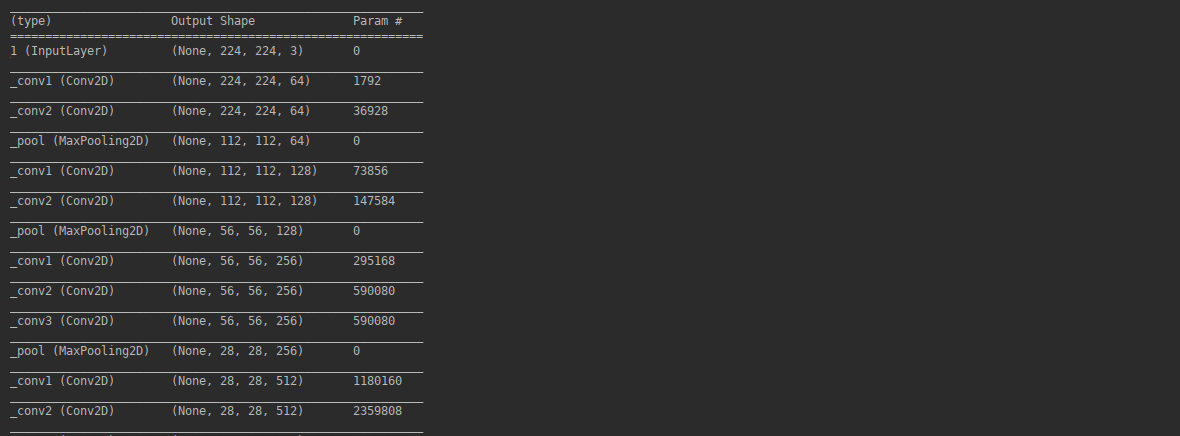 (type) Output Shape Param #
=================================================================
1 (InputLayer) (None, 224, 224, 3) 0
_conv1 (Conv2D) (None, 224, 224, 64) 1792
_conv2 (Conv2D) (None, 224, 224, 64) 36928
_pool (MaxPooling2D) (None, 112, 112, 64) 0
_conv1 (Conv2D) (None, 112, 112, 128) 73856
_conv2 (Conv2D) (None, 112, 112, 128) 147584
_pool (MaxPooling2D) (None, 56, 56, 128) 0
_conv1 (Conv2D) (None, 56, 56, 256) 295168
_conv2 (Conv2D) (None, 56, 56, 256) 590080
_conv3 (Conv2D) (None, 56, 56, 256) 590080
_pool (MaxPooling2D) (None, 28, 28, 256) 0
_conv1 (Conv2D) (None, 28, 28, 512) 1180160
_conv2 (Conv2D) (None, 28, 28, 512) 2359808